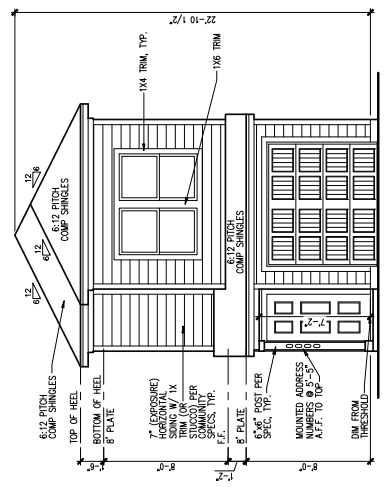 22'-10 1/2"
1X4 TRIM, TYP.
1X6 TRIM
12
6
12
6
12
6
6:12 PITCH
COMP SHINGLES
6:12 PITCH
COMP SHINGLES
6:12 PITCH
COMP SHINGLES
TOP OF HEEL
BOTTOM OF HEEL
8' PLATE
7" (EXPOSURE)
HORIZONTAL
SIDING W/ 1X
TRIM (OR
STUCCO) PER
COMMUNITY
SPECS, TYP.
F.F.
8' PLATE
6"x6" POST PER
SPEC, TYP.
MOUNTED ADDRESS
NUMBERS @ 5'-5"
A.F.F. TO TOP
DIM FROM
THRESHOLD
7'-2"
1'-6"
8'-0"
1'-2"
8'-0"